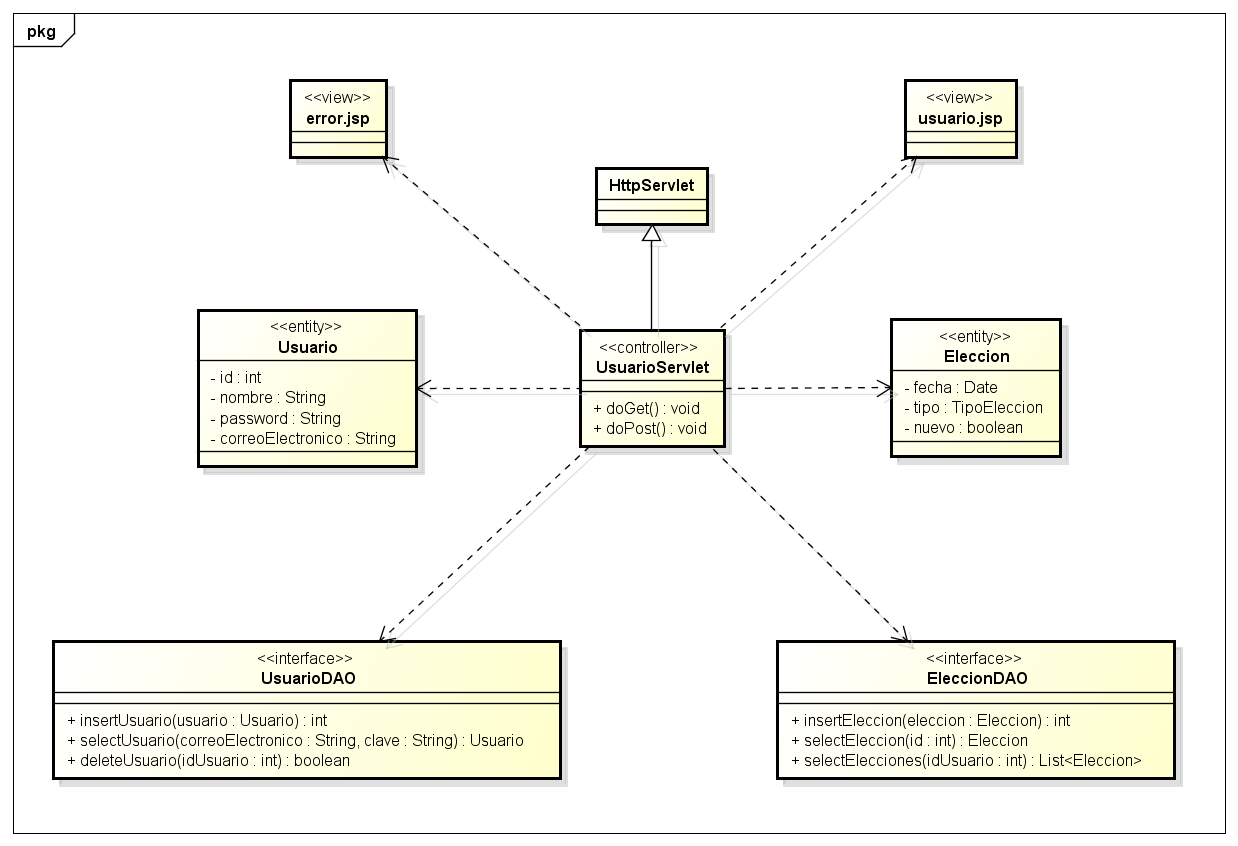 pkg
<<view>>
error.jsp
<<view>>
usuario.jsp
HttpServlet
<<entity>>
Usuario
- id : int
- nombre : String
- password : String
- correoElectronico : String
<<controller>>
UsuarioServlet
+ doGet() : void
+ doPost() : void
<<entity>>
Eleccion
- fecha : Date
- tipo : TipoEleccion
- nuevo : boolean
<<interface>>
UsuarioDAO
+ insertUsuario(usuario : Usuario) : int
+ selectUsuario(correoElectronico : String, clave : String) : Usuario
+ deleteUsuario(idUsuario : int) : boolean
<<interface>>
EleccionDAO
+ insertEleccion(eleccion : Eleccion) : int
+ selectEleccion(id : int) : Eleccion
+ selectElecciones(idUsuario : int) : List<Eleccion>